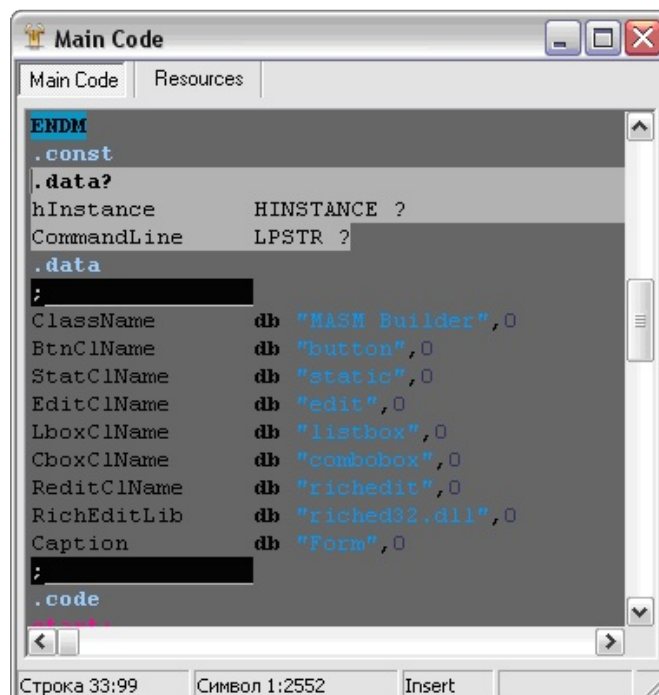 Main Code
Main Code Resources
ENDM
.const
.data?
hInstance HINSTANCE ?
CommandLine LPSTR ?
.data
;____________
ClassName db "MASM Builder",0
BtnClName db "button",0
StatClName db "static",0
EditClName db "edit",0
LboxClName db "listbox",0
CboxClName db "combobox",0
ReditClName db "richedit",0
RichEditLib db "riched32.dll",0
Caption db "Form",0
;____________
.code
start:
Строка 33:99 Символ 1:2552 Insert